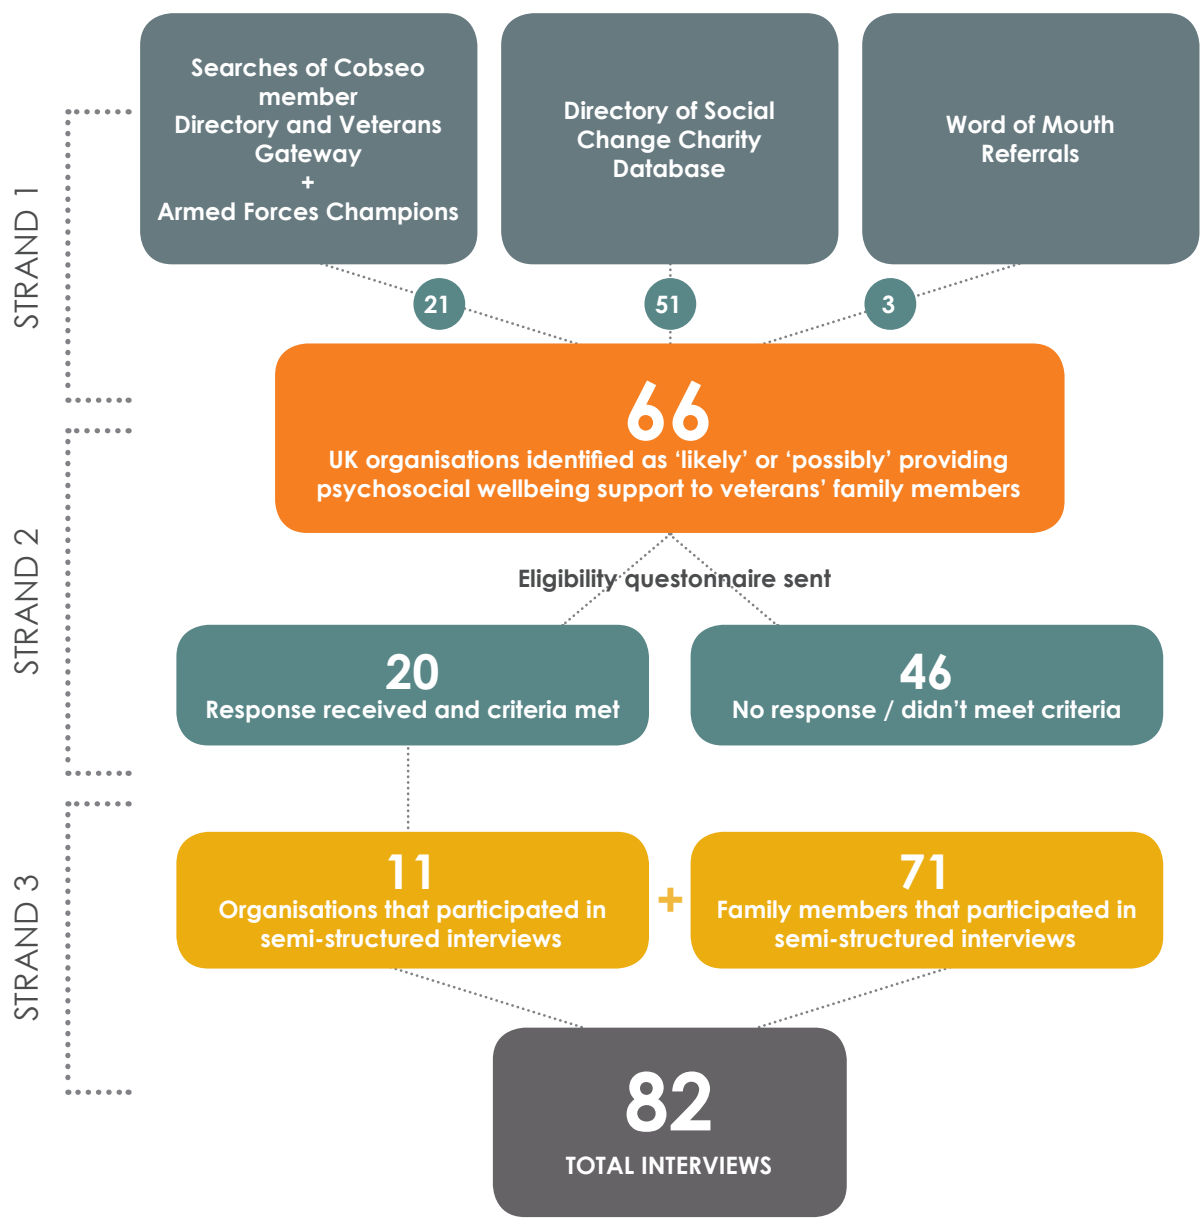 STRAND 1
Searches of Cobseo
member
Directory and Veterans
Gateway
+
Armed Forces Champions
Directory of Social
Change Charity
Database
Word of Mouth
Referrals
21
51
3
66
UK organisations identified as ‘likely’ or ‘possibly’ providing
psychosocial wellbeing support to veterans’ family members
STRAND 2
Eligibility questonnaire sent
20
Response received and criteria met
46
No response / didn’t meet criteria
STRAND 3
11
Organisations that participated in
semi-structured interviews
+
71
Family members that participated in
semi-structured interviews
82
TOTAL INTERVIEWS